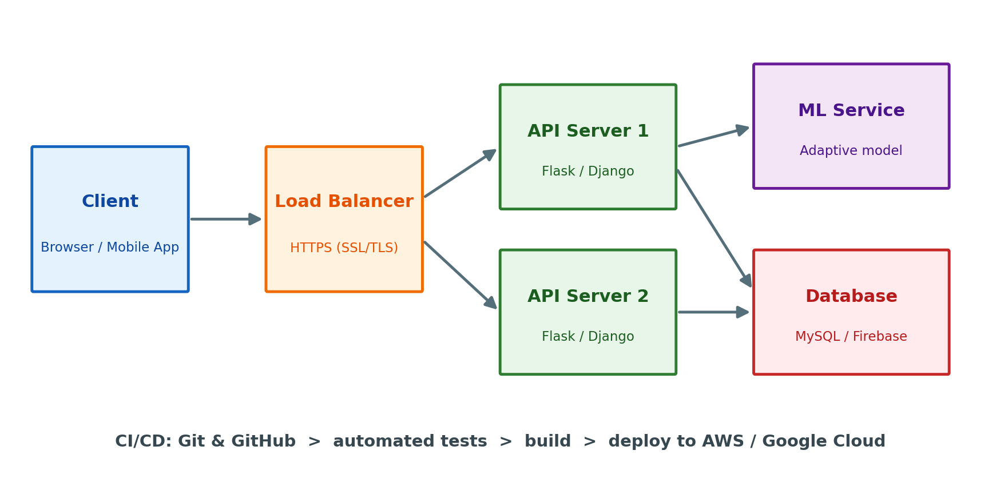 Client
Browser / Mobile App
Load Balancer
HTTPS (SSL/TLS)
API Server 1
Flask / Django
API Server 2
Flask / Django
ML Service
Adaptive model
Database
MySQL / Firebase
CI/CD: Git & GitHub > automated tests > build > deploy to AWS / Google Cloud